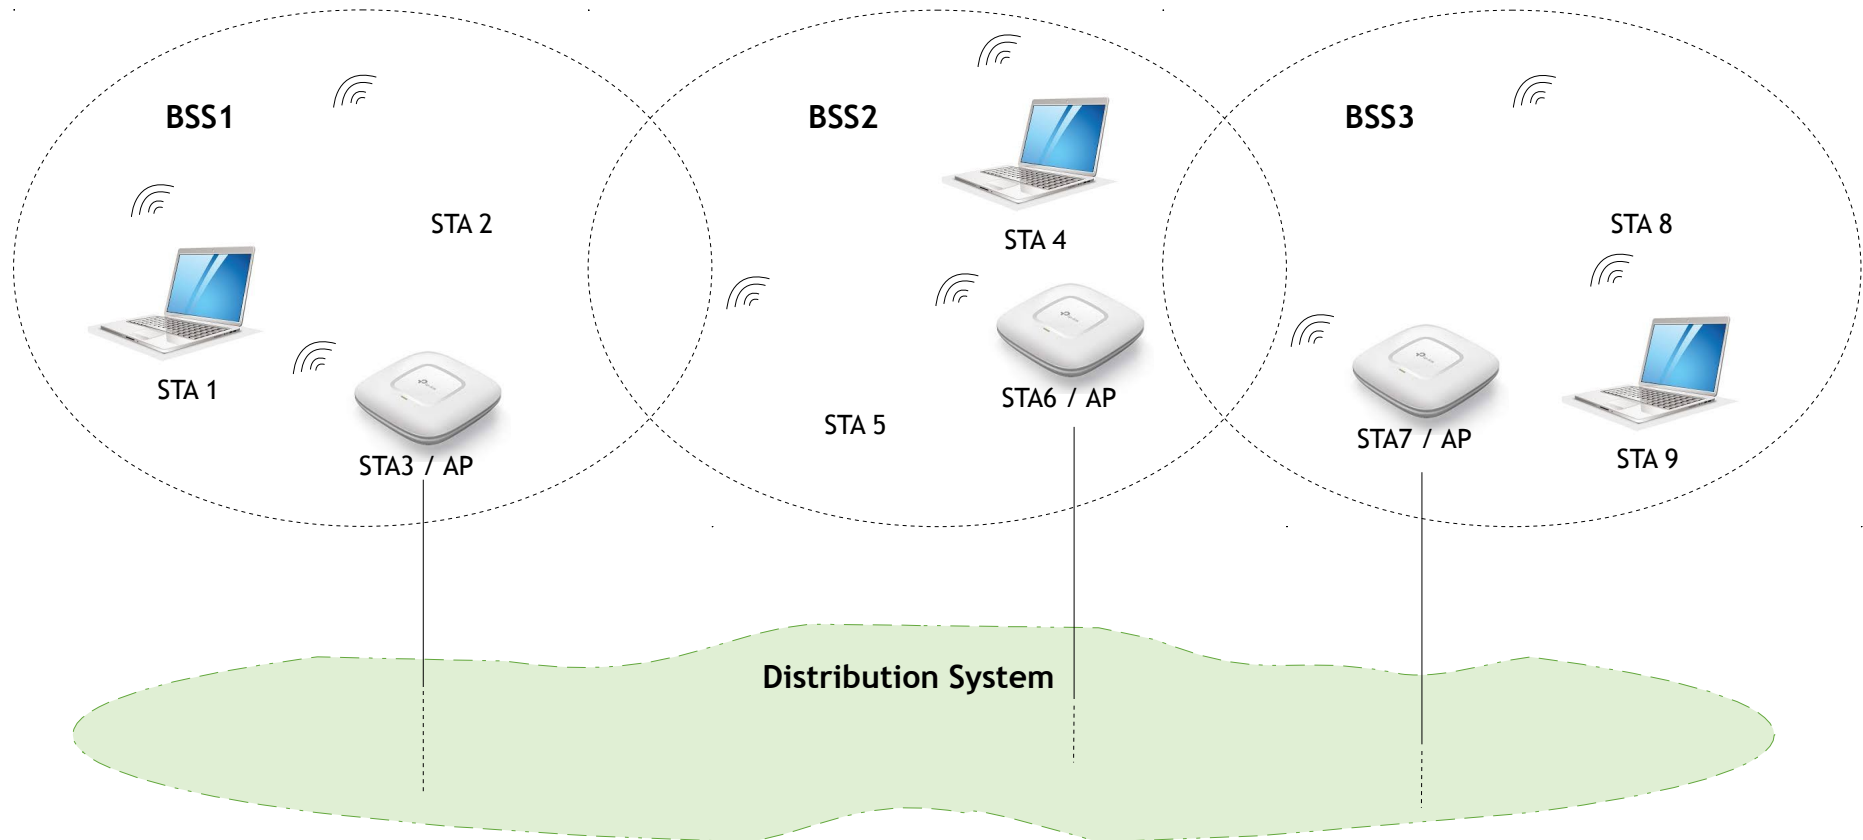 BSS1
BSS2
BSS3
STA 2
STA 8
STA 4
STA 1
STA6 / AP
STA 5
STA7 / AP
STA 9
STA3 / AP
Distribution System